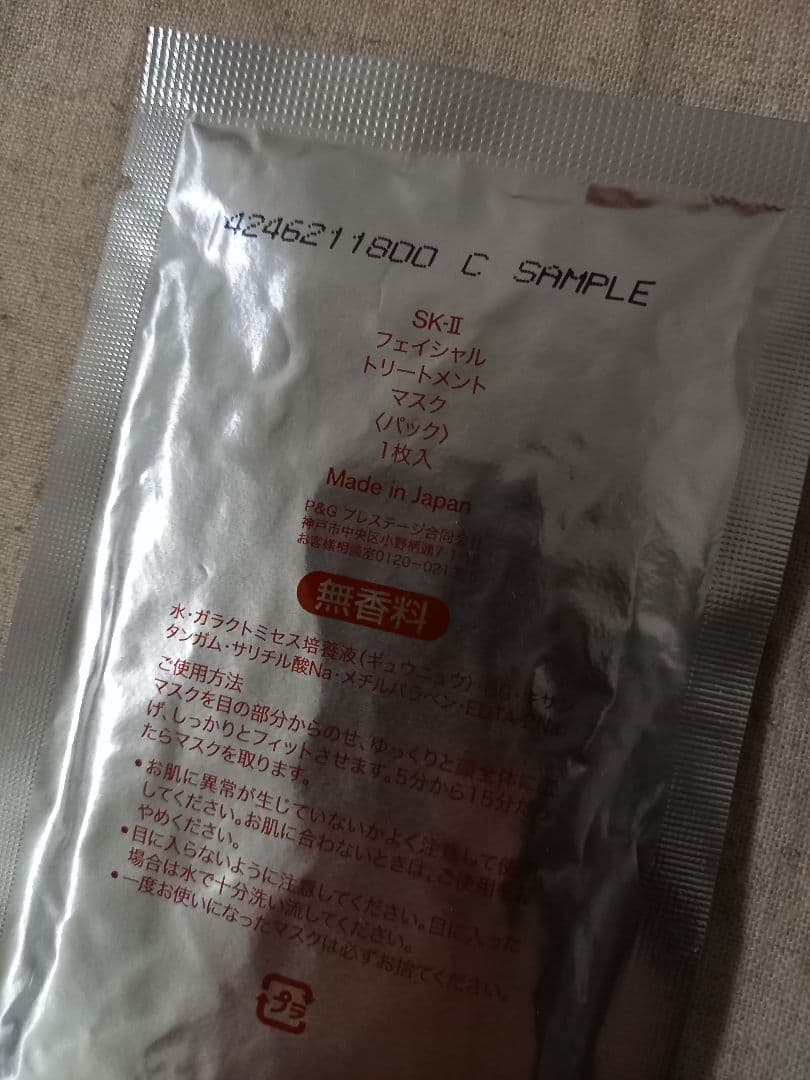 4246211800 C SAMPLE
SK-II
フェイシャル
トリートメント
マスク
〈パック〉
1枚入
Made in Japan
P&G プレステージ合同会社
神戸市中央区小野柄通7-1-
お客様相談室0120-021
無香料
水・ガラクトミセス培養液(ギュウニュウ)・BG・キサン
タンガム・サリチル酸Na・メチルパラベン・EDTA-2Na
ご使用方法
マスクを目の部分からのせ、ゆっくりと顔全体に
げ、しっかりとフィットさせます。5分から15分
たらマスクを取ります。
•お肌に異常が生じていないかよく注意して使
してください。お肌に合わないときは、ご使用を
やめください。
•目に入らないように注意してください。目に入った
場合は水で十分洗い流してください。
•一度お使いになったマスクは必ずお捨てください。
プラ